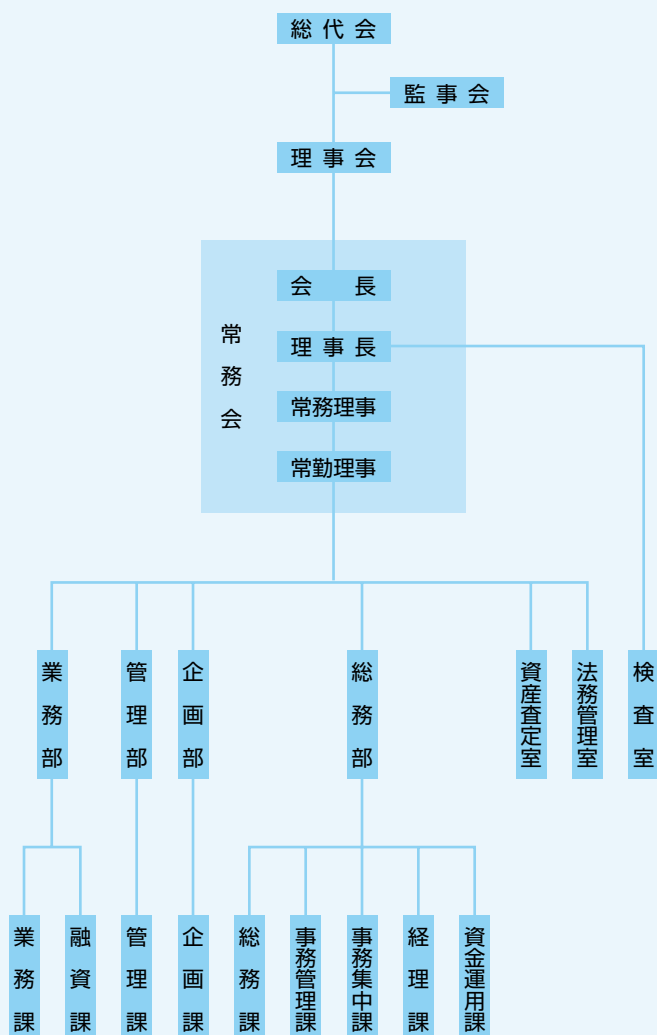 総代会
監事会
理事会
常務会
会長
理事長
常務理事
常勤理事
業務部
管理部
企画部
総務部
資産査定室
法務管理室
検査室
業務課
融資課
管理課
企画課
総務課
事務管理課
事務集中課
経理課
資金運用課